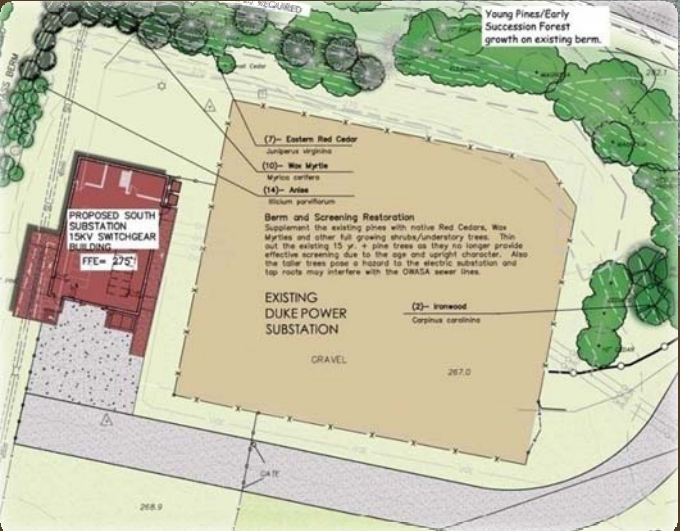 REQUIRED
Young Pines/Early
Succession Forest
growth on existing berm.
BERM
Cedar
(7)- Eastern Red Cedar
Juniperus virginina
(10)- Wax Myrtle
Myrica cerifera
(14)- Anise
Illicium parviflorum
Berm and Screening Restoration
Supplement the existing pines with native Red Cedars, Wax
Myrtles and other full growing shrubs/understory trees. Thin
out the existing 15 yr. + pine trees as they no longer provide
effective screening due to the age and upright character. Also
the taller trees pose a hazard to the electric substation and
tap roots may interfere with the OWASA sewer lines.
PROPOSED SOUTH
SUBSTATION
15KV SWITCHGEAR
BUILDING
FFE= 275'
EXISTING
DUKE POWER
SUBSTATION
(2)- Ironwood
Carpinus carolinina
GRAVEL
267.0
GATE
268.9